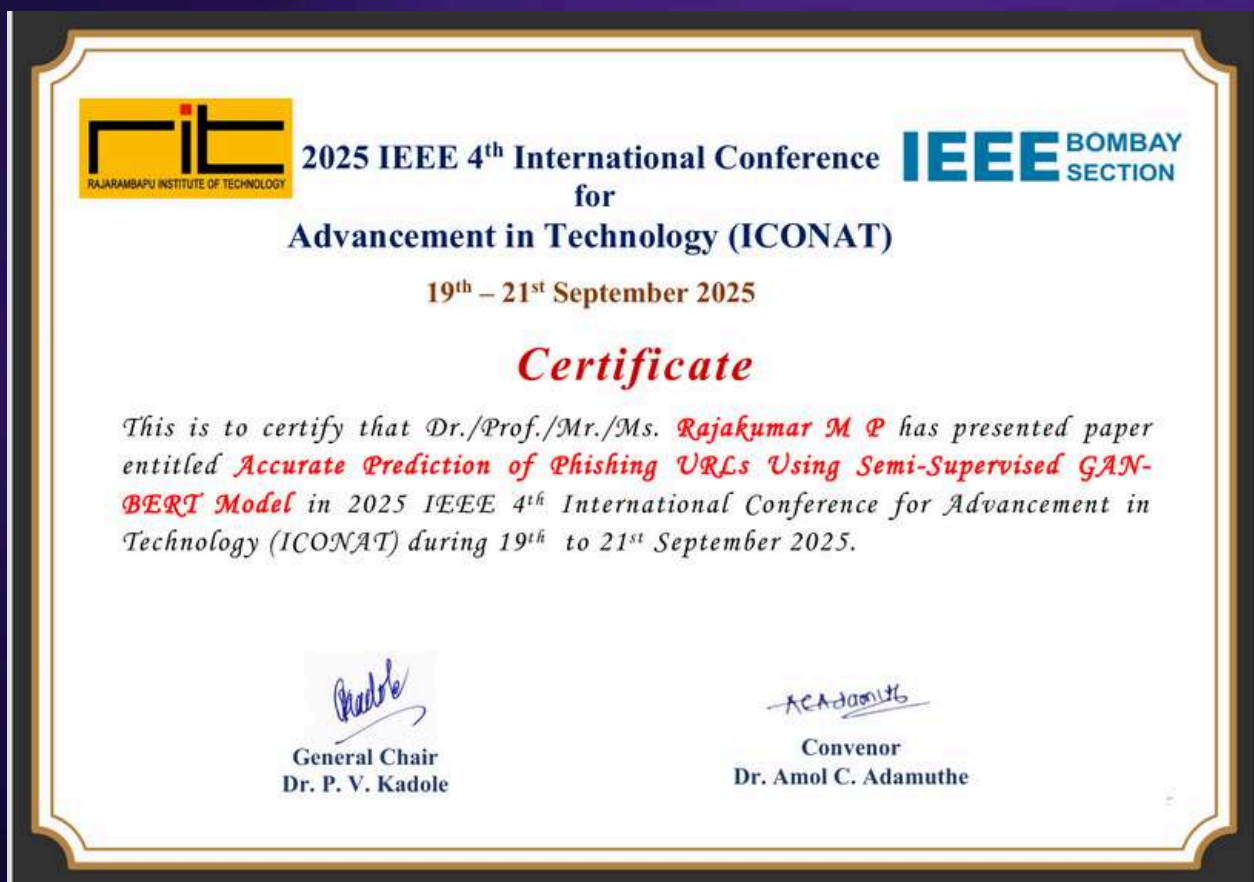 rit
RAJARAMBAPU INSTITUTE OF TECHNOLOGY
2025 IEEE 4th International Conference
for
Advancement in Technology (ICONAT)
IEEE BOMBAY
SECTION
19th – 21st September 2025
Certificate
This is to certify that Dr./Prof./Mr./Ms. Rajakumar M P has presented paper
entitled Accurate Prediction of Phishing URLs Using Semi-Supervised GAN-
BERT Model in 2025 IEEE 4th International Conference for Advancement in
Technology (ICONAT) during 19th to 21st September 2025.
General Chair
Dr. P. V. Kadole
Convenor
Dr. Amol C. Adamuthe